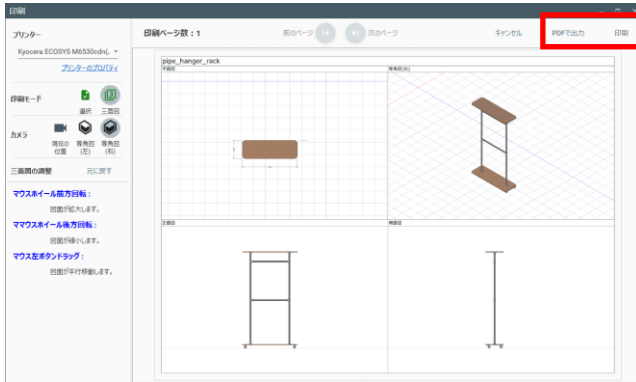 印刷
プリンター
Kyocera ECOSYS M6530cdn(.
プリンターのプロパティ
印刷モード
選択
三面図
カメラ
現在の位置
等角図(左)
等角図(右)
三面図の調整
元に戻す
マウスホイール前方回転：
図面が拡大します。
ママウスホイール後方回転：
図面が縮小します。
マウス左ボタンドラッグ：
図面が平行移動します。
印刷ページ数：1
前のページ
次のページ
キャンセル
PDFで出力
印刷
pipe_hanger_rack
平面図
等角図(右)
正面図
側面図